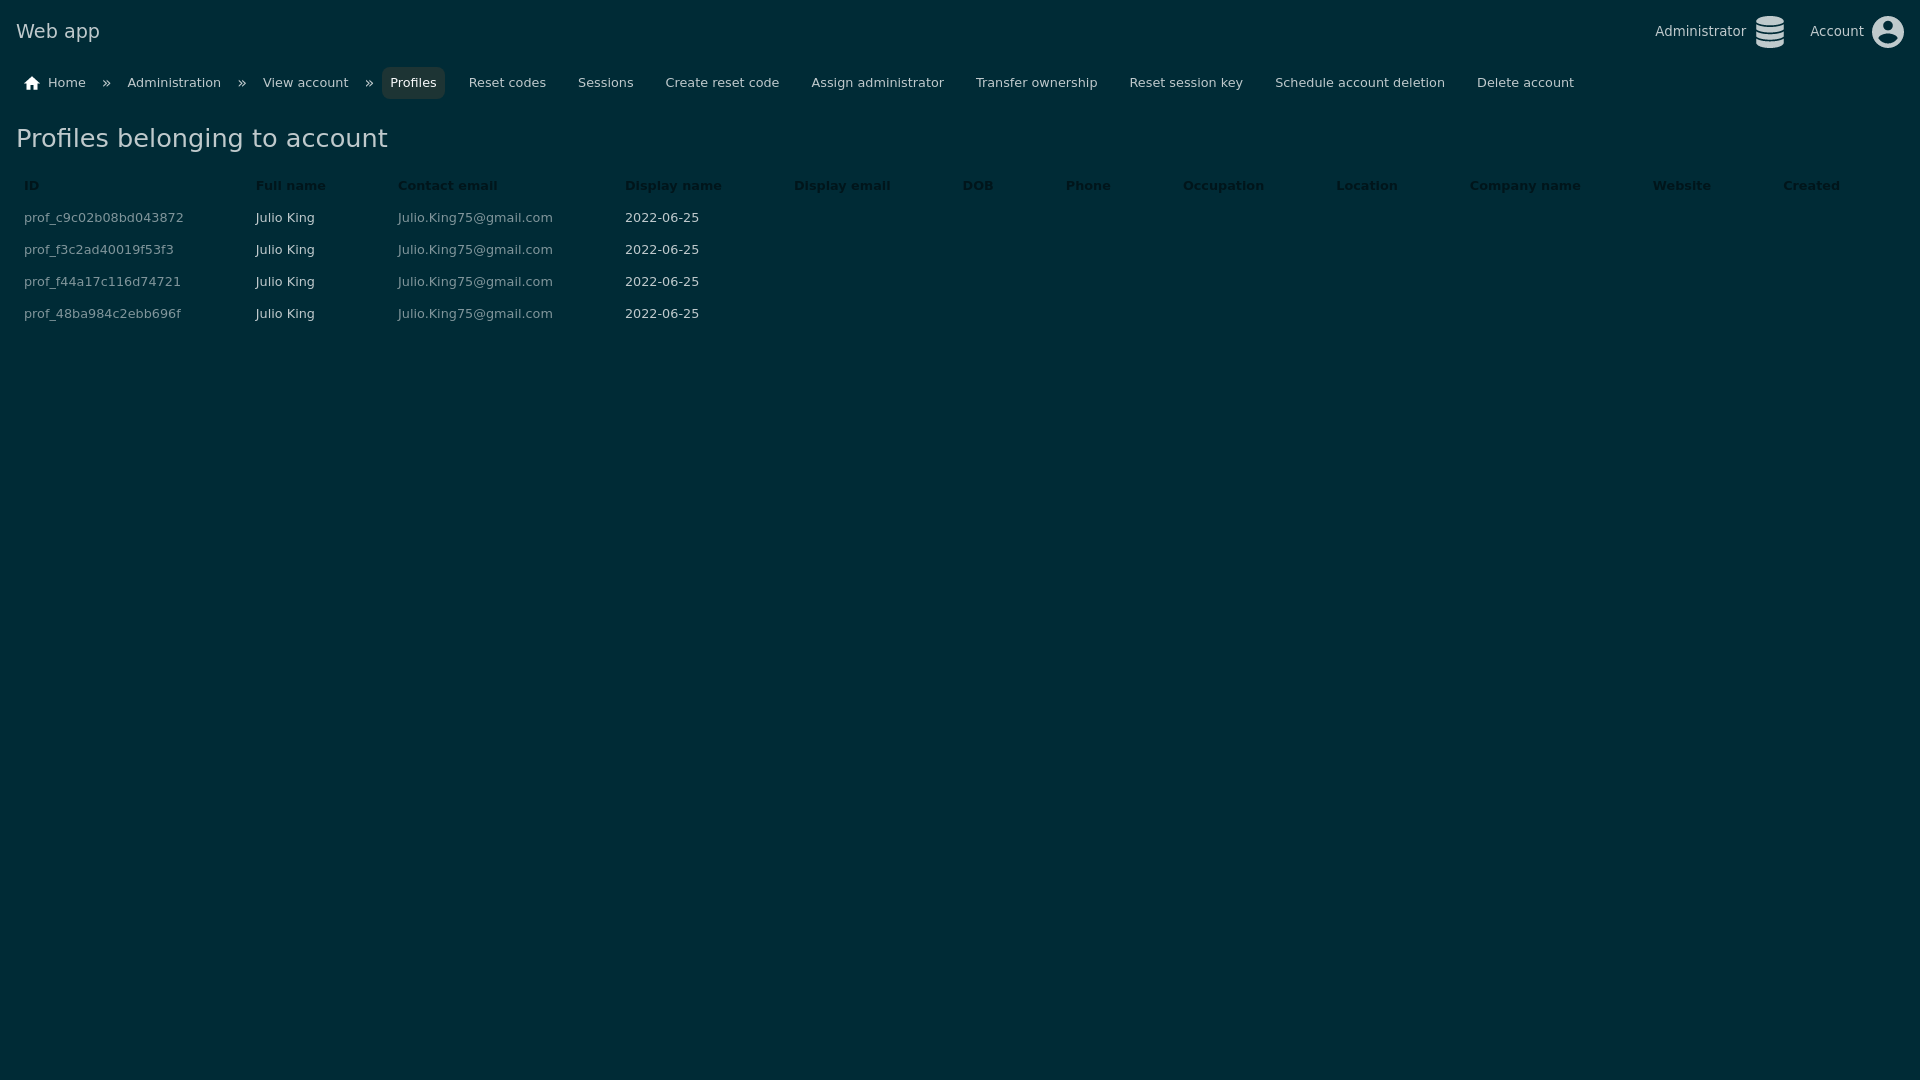 Web app
Administrator
Account
Home » Administration » View account » Profiles Reset codes Sessions Create reset code Assign administrator Transfer ownership Reset session key Schedule account deletion Delete account
Profiles belonging to account
ID Full name Contact email Display name Display email DOB Phone Occupation Location Company name Website Created
prof_c9c02b08bd043872 Julio King Julio.King75@gmail.com 2022-06-25
prof_f3c2ad40019f53f3 Julio King Julio.King75@gmail.com 2022-06-25
prof_f44a17c116d74721 Julio King Julio.King75@gmail.com 2022-06-25
prof_48ba984c2ebb696f Julio King Julio.King75@gmail.com 2022-06-25